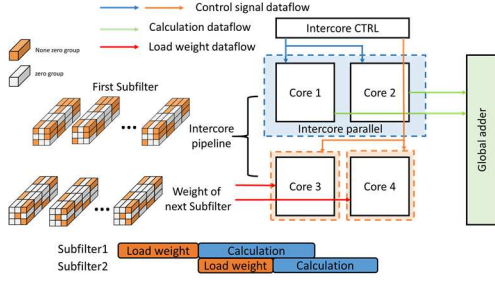 Control signal dataflow
Calculation dataflow
Load weight dataflow
Intercore CTRL
None zero group
zero group
First Subfilter
Core 1
Core 2
Intercore parallel
Intercore
pipeline
Core 3
Core 4
Weight of
next Subfilter
Global adder
Subfilter1
Load weight
Calculation
Subfilter2
Load weight
Calculation